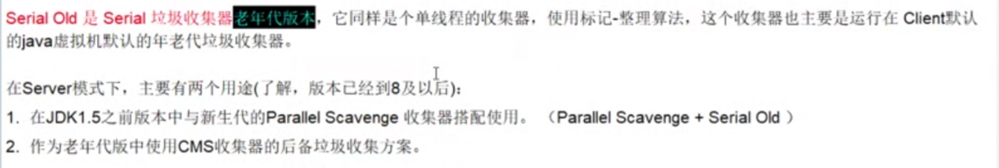 Serial Old 是 Serial 垃圾收集器老年代版本，它同样是个单线程的收集器，使用标记-整理算法，这个收集器也主要是运行在 Client默认
的java虚拟机默认的年老代垃圾收集器。
在Server模式下，主要有两个用途(了解，版本已经到8及以后)：
1. 在JDK1.5之前版本中与新生代的Parallel Scavenge 收集器搭配使用。（Parallel Scavenge + Serial Old ）
2. 作为老年代版中使用CMS收集器的后备垃圾收集方案。